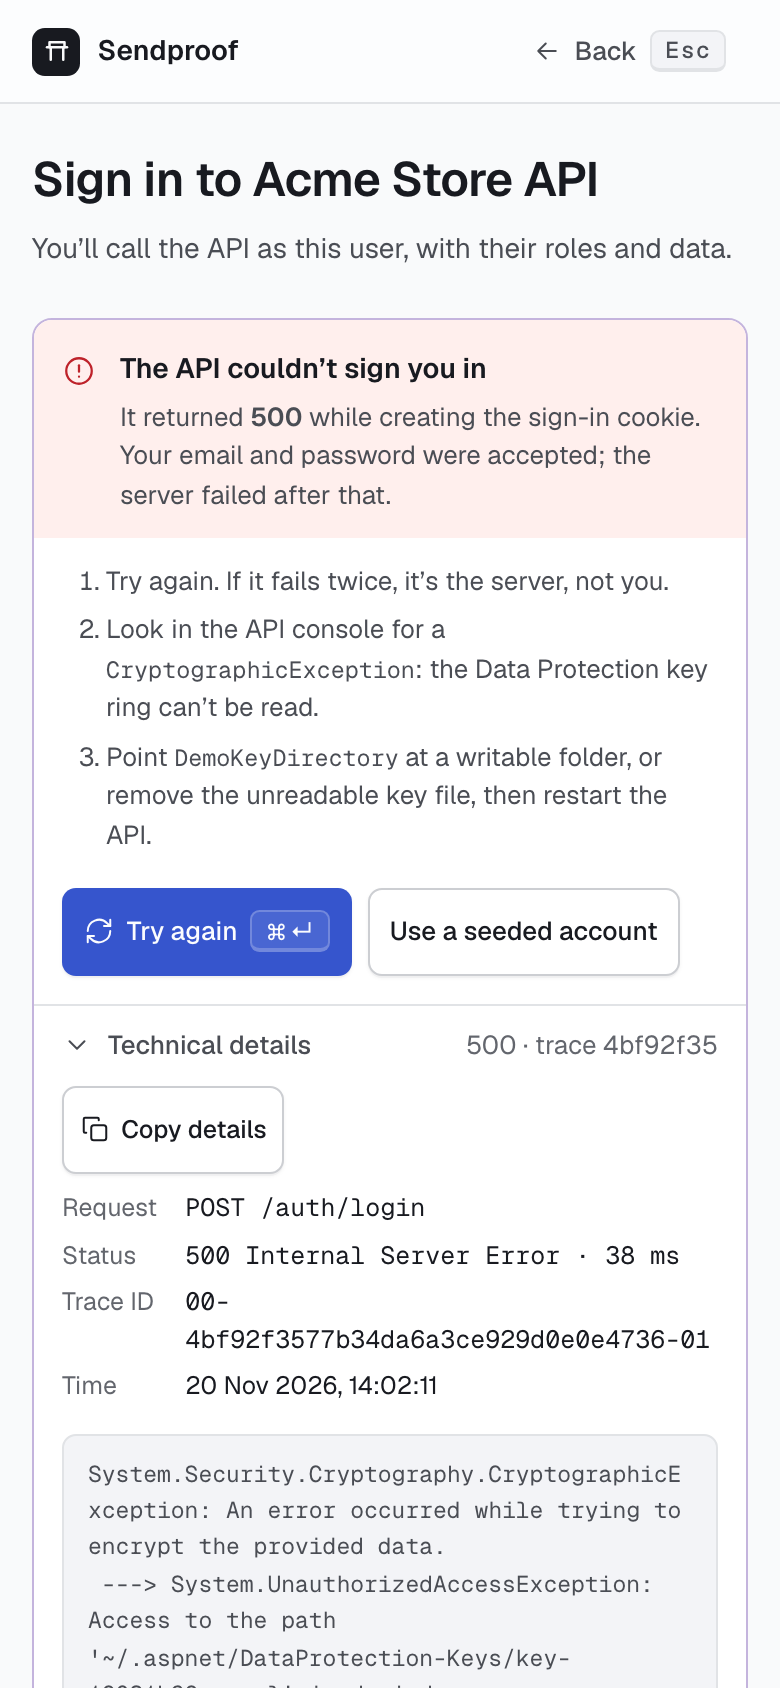 Sendproof
← Back Esc
Sign in to Acme Store API
You’ll call the API as this user, with their roles and data.
The API couldn’t sign you in
It returned 500 while creating the sign-in cookie.
Your email and password were accepted; the
server failed after that.
1. Try again. If it fails twice, it’s the server, not you.
2. Look in the API console for a
CryptographicException: the Data Protection key
ring can’t be read.
3. Point DemoKeyDirectory at a writable folder, or
remove the unreadable key file, then restart the
API.
Try again ⌘↵
Use a seeded account
Technical details
500 · trace 4bf92f35
Copy details
Request POST /auth/login
Status 500 Internal Server Error · 38 ms
Trace ID 00-
4bf92f3577b34da6a3ce929d0e0e4736-01
Time 20 Nov 2026, 14:02:11
System.Security.Cryptography.CryptographicE
xception: An error occurred while trying to
encrypt the provided data.
---> System.UnauthorizedAccessException:
Access to the path
'~/.aspnet/DataProtection-Keys/key-